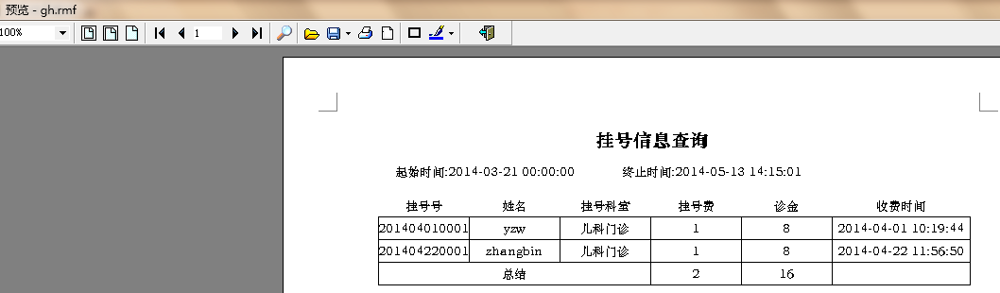 预览 - gh.rmf
100%
1
挂号信息查询
起始时间:2014-03-21 00:00:00 终止时间:2014-05-13 14:15:01
挂号号 姓名 挂号科室 挂号费 诊金 收费时间
201404010001 yzw 儿科门诊 1 8 2014-04-01 10:19:44
201404220001 zhangbin 儿科门诊 1 8 2014-04-22 11:56:50
总结 2 16